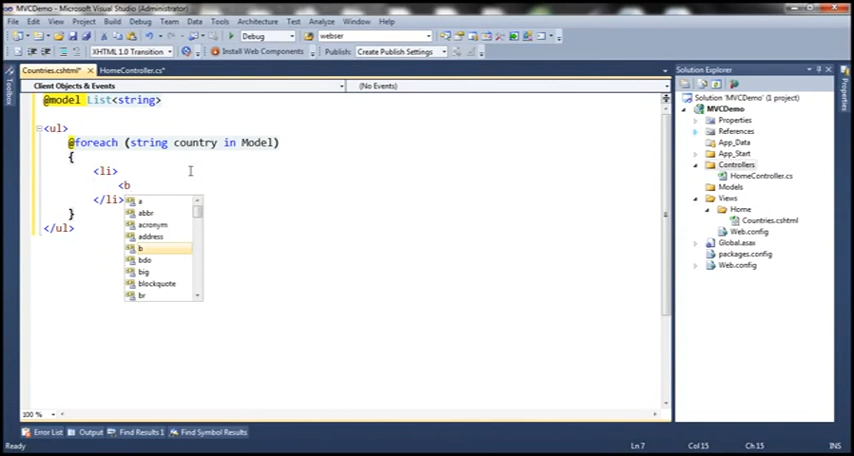 MVCDemo - Microsoft Visual Studio (Administrator)
File Edit View Project Build Debug Team Data Tools Architecture Test Analyze Window Help
Debug webser
XHTML 1.0 Transition Install Web Components Publish: Create Publish Settings
Countries.cshtml* HomeController.cs*
Client Objects & Events (No Events)
@model List<string>
<ul>
@foreach (string country in Model)
{
<li>
<b
</li>
}
</ul>
a
abbr
acronym
address
b
bdo
big
blockquote
br
100 %
Toolbox
Properties
Solution Explorer
Solution 'MVCDemo' (1 project)
MVCDemo
Properties
References
App_Data
App_Start
Controllers
HomeController.cs
Models
Views
Home
Countries.cshtml
Web.config
Global.asax
packages.config
Web.config
Error List Output Find Results 1 Find Symbol Results
Ready Ln 7 Col 15 Ch 15 INS